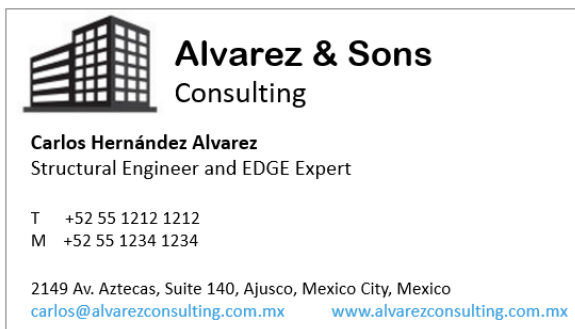 Alvarez & Sons
Consulting
Carlos Hernández Alvarez
Structural Engineer and EDGE Expert
T +52 55 1212 1212
M +52 55 1234 1234
2149 Av. Aztecas, Suite 140, Ajusco, Mexico City, Mexico
carlos@alvarezconsulting.com.mx www.alvarezconsulting.com.mx